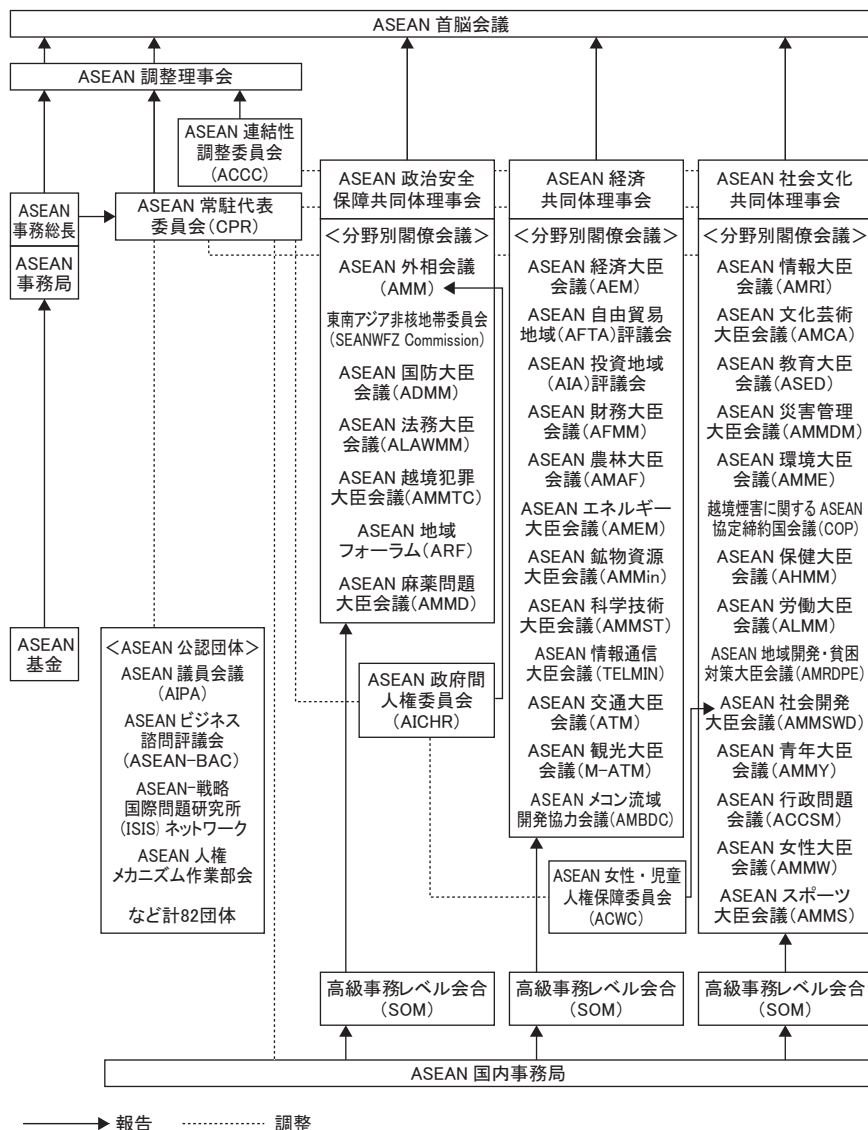 ASEAN 首脳会議
ASEAN 調整理事会
ASEAN 連結性
調整委員会
(ACCC)
ASEAN
事務総長
ASEAN
事務局
ASEAN 常駐代表
委員会(CPR)
ASEAN
基金
<ASEAN 公認団体>
ASEAN 議員会議
(AIPA)
ASEAN ビジネス
諮問評議会
(ASEAN-BAC)
ASEAN-戦略
国際問題研究所
(ISIS) ネットワーク
ASEAN 人権
メカニズム作業部会
など計82団体
ASEAN 政治安全
保障共同体理事会
<分野別閣僚会議>
ASEAN 外相会議
(AMM)
東南アジア非核地帯委員会
(SEANWFZ Commission)
ASEAN 国防大臣
会議(ADMM)
ASEAN 法務大臣
会議(ALAWMM)
ASEAN 越境犯罪
大臣会議(AMMTC)
ASEAN 地域
フォーラム(ARF)
ASEAN 麻薬問題
大臣会議(AMMD)
ASEAN 政府間
人権委員会
(AICHR)
ASEAN 経済
共同体理事会
<分野別閣僚会議>
ASEAN 経済大臣
会議(AEM)
ASEAN 自由貿易
地域(AFTA)評議会
ASEAN 投資地域
(AIA)評議会
ASEAN 財務大臣
会議(AFMM)
ASEAN 農林大臣
会議(AMAF)
ASEAN エネルギー
大臣会議(AMEM)
ASEAN 鉱物資源
大臣会議(AMMin)
ASEAN 科学技術
大臣会議(AMMST)
ASEAN 情報通信
大臣会議(TELMIN)
ASEAN 交通大臣
会議(ATM)
ASEAN 観光大臣
会議(M-ATM)
ASEAN メコン流域
開発協力会議(AMBDC)
ASEAN 女性・児童
人権保障委員会
(ACWC)
ASEAN 社会文化
共同体理事会
<分野別閣僚会議>
ASEAN 情報大臣
会議(AMRI)
ASEAN 文化芸術
大臣会議(AMCA)
ASEAN 教育大臣
会議(ASED)
ASEAN 災害管理
大臣会議(AMMDM)
ASEAN 環境大臣
会議(AMME)
越境煙害に関する ASEAN
協定締約国会議(COP)
ASEAN 保健大臣
会議(AHMM)
ASEAN 労働大臣
会議(ALMM)
ASEAN 地域開発・貧困
対策大臣会議(AMRDPE)
ASEAN 社会開発
大臣会議(AMMSWD)
ASEAN 青年大臣
会議(AMMY)
ASEAN 行政問題
会議(ACCSM)
ASEAN 女性大臣
会議(AMMW)
ASEAN スポーツ
大臣会議(AMMS)
高級事務レベル会合
(SOM)
高級事務レベル会合
(SOM)
高級事務レベル会合
(SOM)
ASEAN 国内事務局
報告 調整